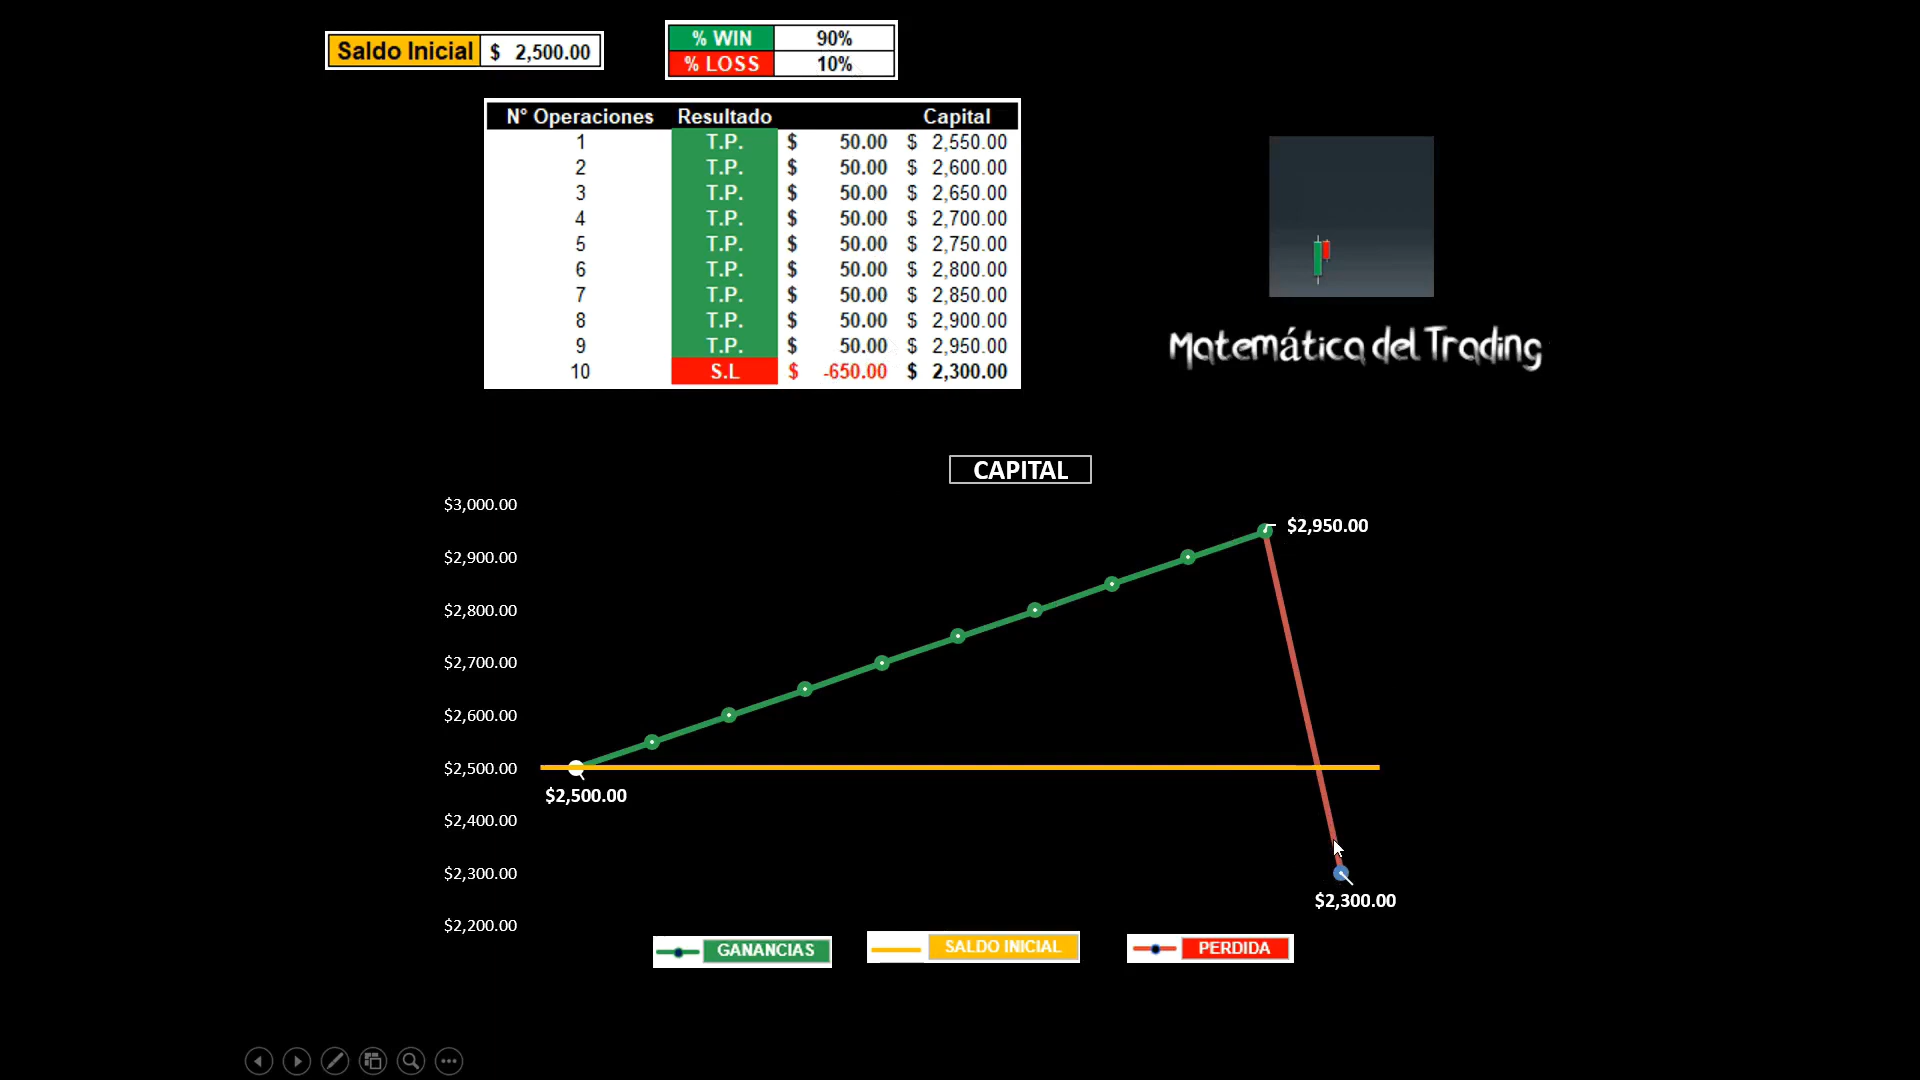 Saldo Inicial $ 2,500.00
% WIN 90%
% LOSS 10%
N° Operaciones Resultado Capital
1 T.P. $ 50.00 $ 2,550.00
2 T.P. $ 50.00 $ 2,600.00
3 T.P. $ 50.00 $ 2,650.00
4 T.P. $ 50.00 $ 2,700.00
5 T.P. $ 50.00 $ 2,750.00
6 T.P. $ 50.00 $ 2,800.00
7 T.P. $ 50.00 $ 2,850.00
8 T.P. $ 50.00 $ 2,900.00
9 T.P. $ 50.00 $ 2,950.00
10 S.L $ -650.00 $ 2,300.00
Matemática del Trading
CAPITAL
$3,000.00
$2,950.00
$2,900.00
$2,800.00
$2,700.00
$2,600.00
$2,500.00
$2,500.00
$2,400.00
$2,300.00
$2,300.00
$2,200.00
GANANCIAS SALDO INICIAL PERDIDA